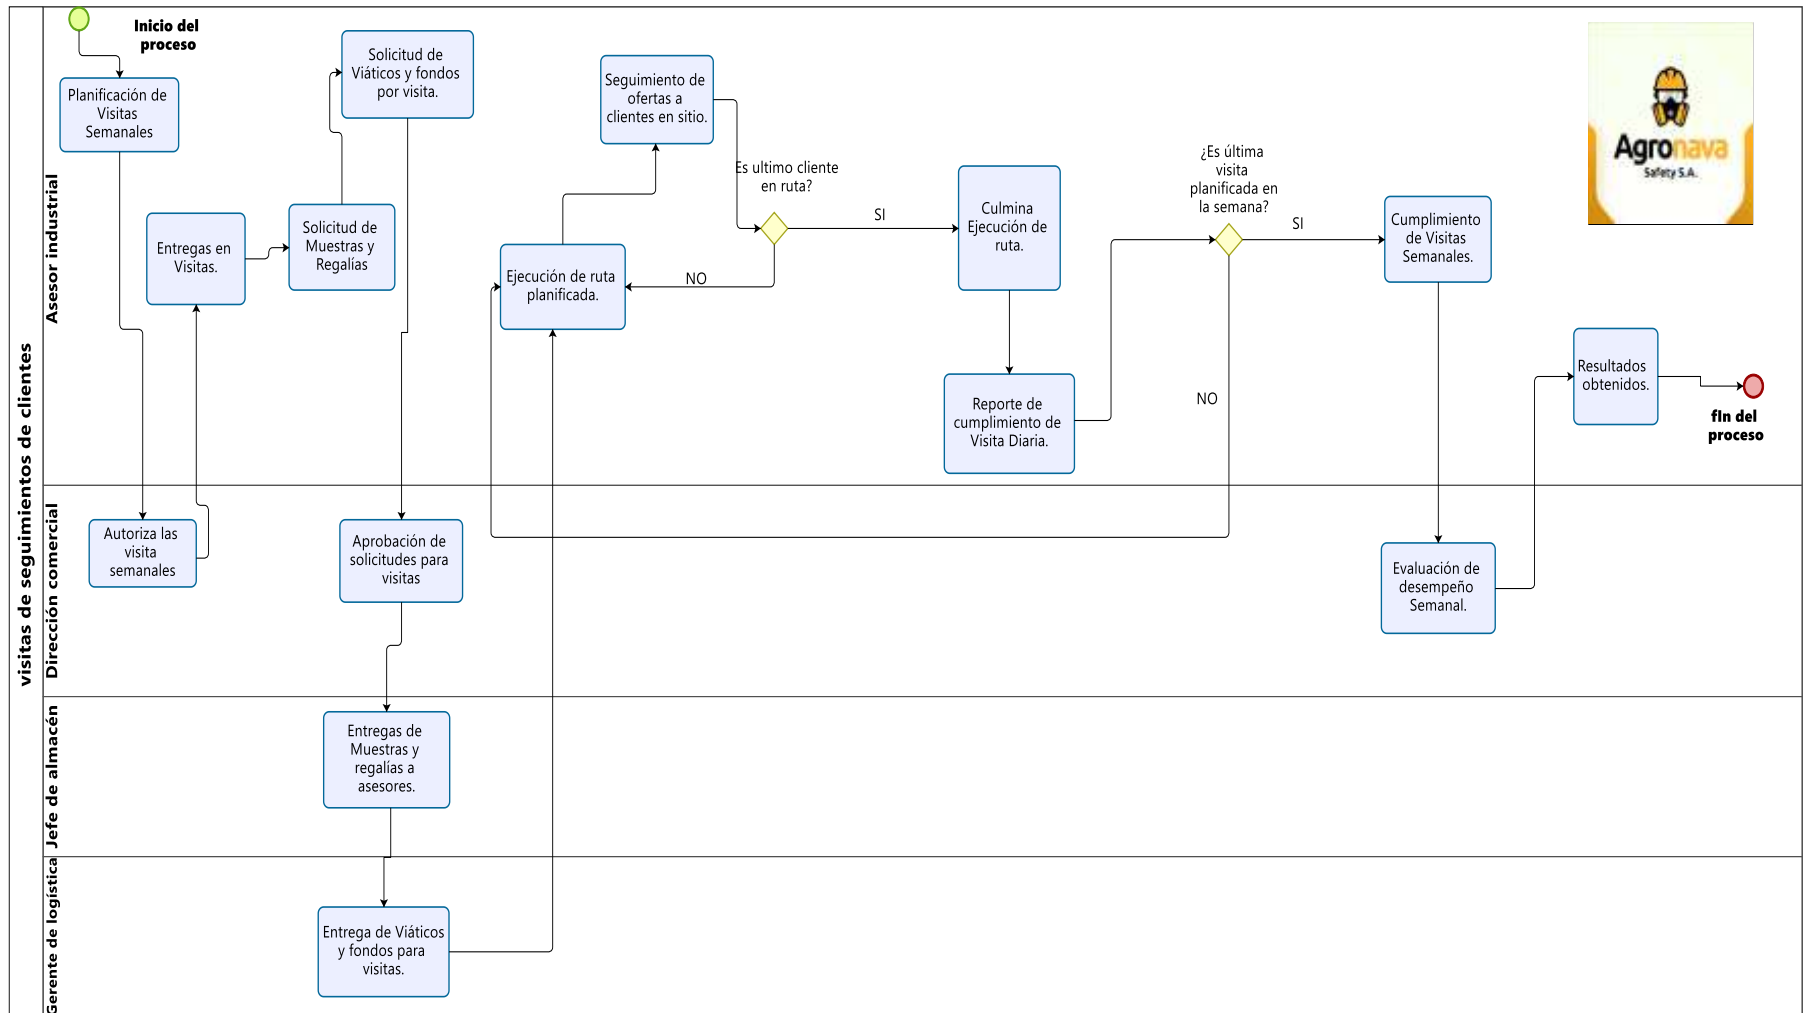 visitas de seguimientos de clientes
Asesor industrial
Inicio del
proceso
Planificación de
Visitas
Semanales
Entregas en
Visitas.
Solicitud de
Muestras y
Regalías
Solicitud de
Viáticos y fondos
por visita.
Ejecución de ruta
planificada.
Seguimiento de
ofertas a
clientes en sitio.
Es ultimo cliente
en ruta?
SI
NO
Culmina
Ejecución de
ruta.
Reporte de
cumplimiento de
Visita Diaria.
¿Es última
visita
planificada en
la semana?
SI
NO
Cumplimiento
de Visitas
Semanales.
Resultados
obtenidos.
fIn del
proceso
Agronava
Safety S.A.
Dirección comercial
Autoriza las
visita
semanales
Aprobación de
solicitudes para
visitas
Evaluación de
desempeño
Semanal.
Jefe de almacén
Entregas de
Muestras y
regalías a
asesores.
Gerente de logística
Entrega de Viáticos
y fondos para
visitas.